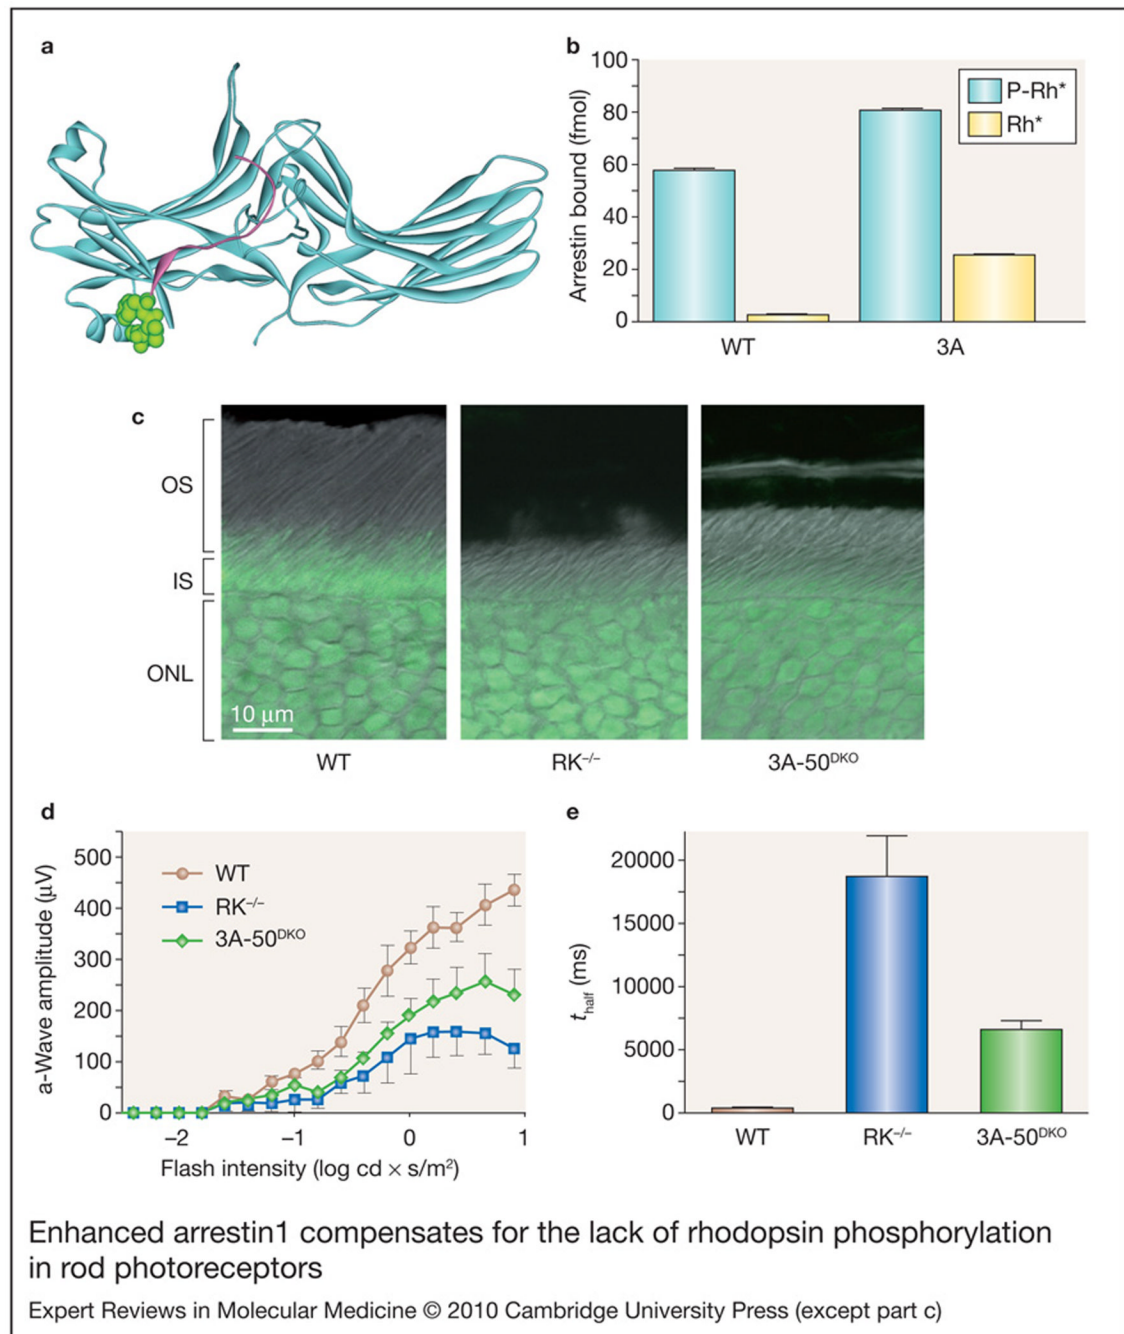 a
b
Arrestin bound (fmol)
100
80
60
40
20
0
P-Rh*
Rh*
WT
3A
c
OS
IS
ONL
10 μm
WT
RK⁻/⁻
3A-50ᴰᴷᴼ
d
a-Wave amplitude (μV)
500
400
300
200
100
0
WT
RK⁻/⁻
3A-50ᴰᴷᴼ
–2
–1
0
1
Flash intensity (log cd × s/m²)
e
t half (ms)
20000
15000
10000
5000
0
WT
RK⁻/⁻
3A-50ᴰᴷᴼ
Enhanced arrestin1 compensates for the lack of rhodopsin phosphorylation
in rod photoreceptors
Expert Reviews in Molecular Medicine © 2010 Cambridge University Press (except part c)